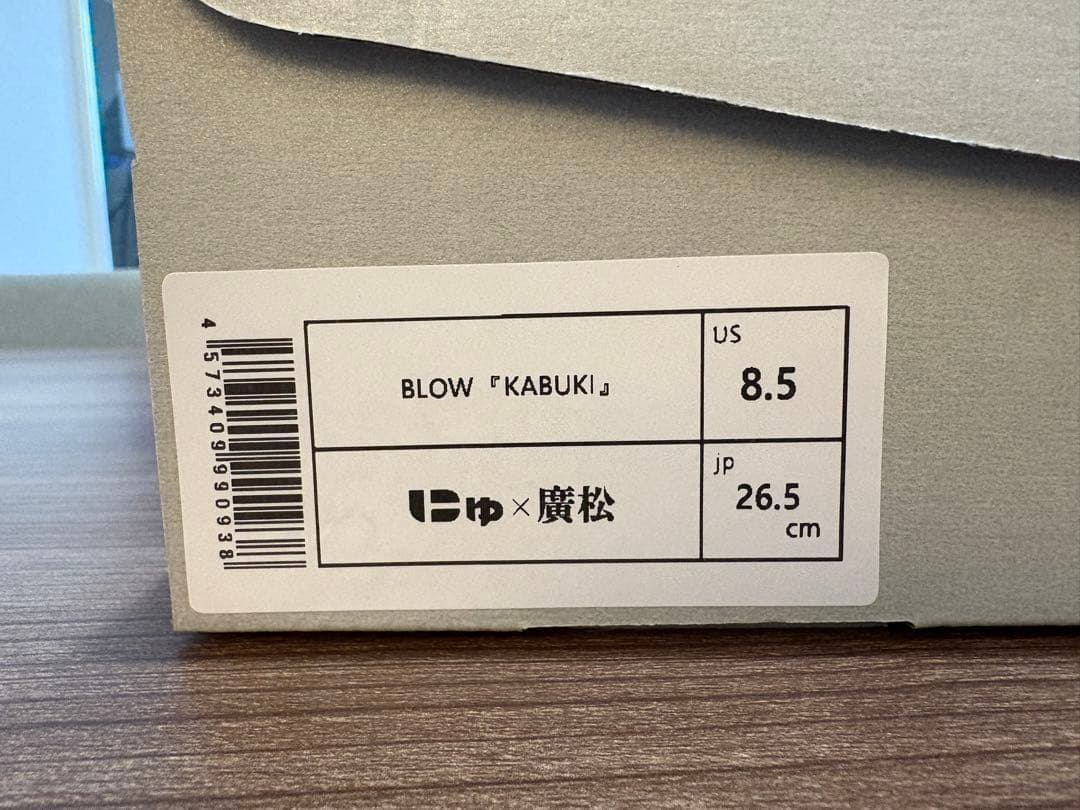 BLOW『KABUKI』
US
8.5
にゅ×廣松
jp
26.5
cm
4573409990938